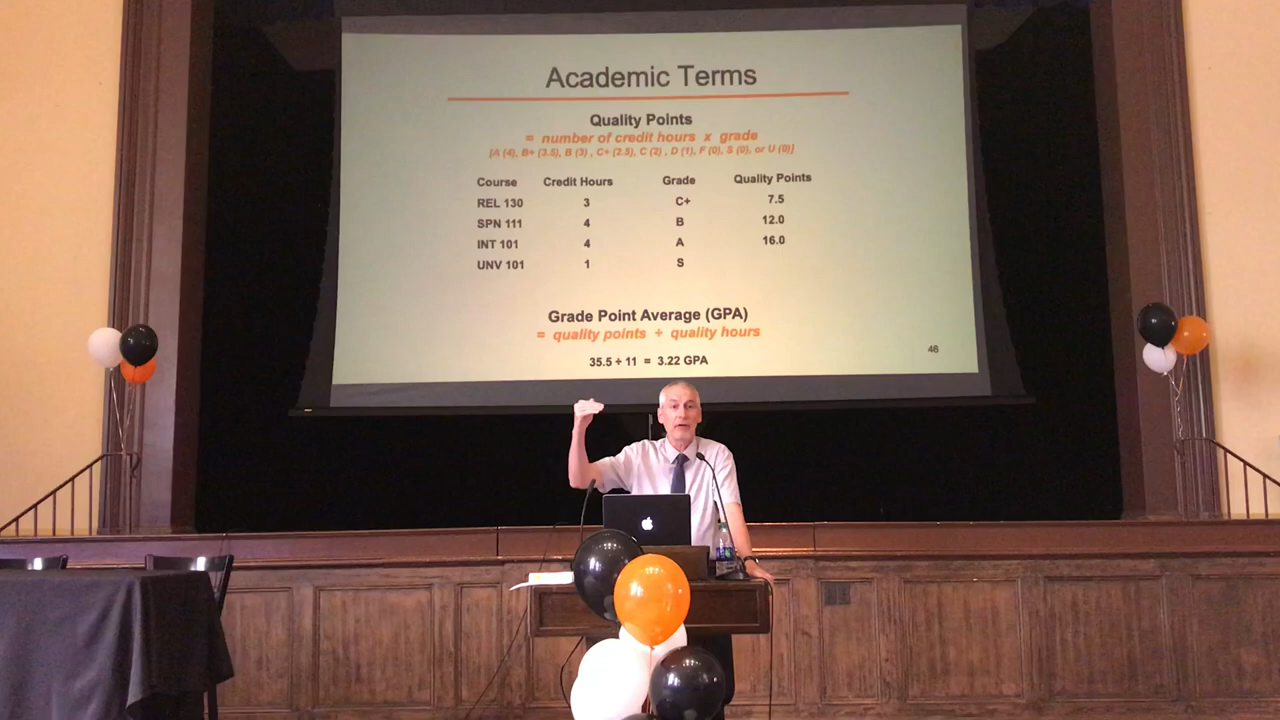 Academic Terms
Quality Points
= number of credit hours x grade
[A (4), B+ (3.5), B (3) , C+ (2.5), C (2) , D (1), F (0), S (0), or U (0)]
Course Credit Hours Grade Quality Points
REL 130 3 C+ 7.5
SPN 111 4 B 12.0
INT 101 4 A 16.0
UNV 101 1 S
Grade Point Average (GPA)
= quality points ÷ quality hours
35.5 ÷ 11 = 3.22 GPA
46